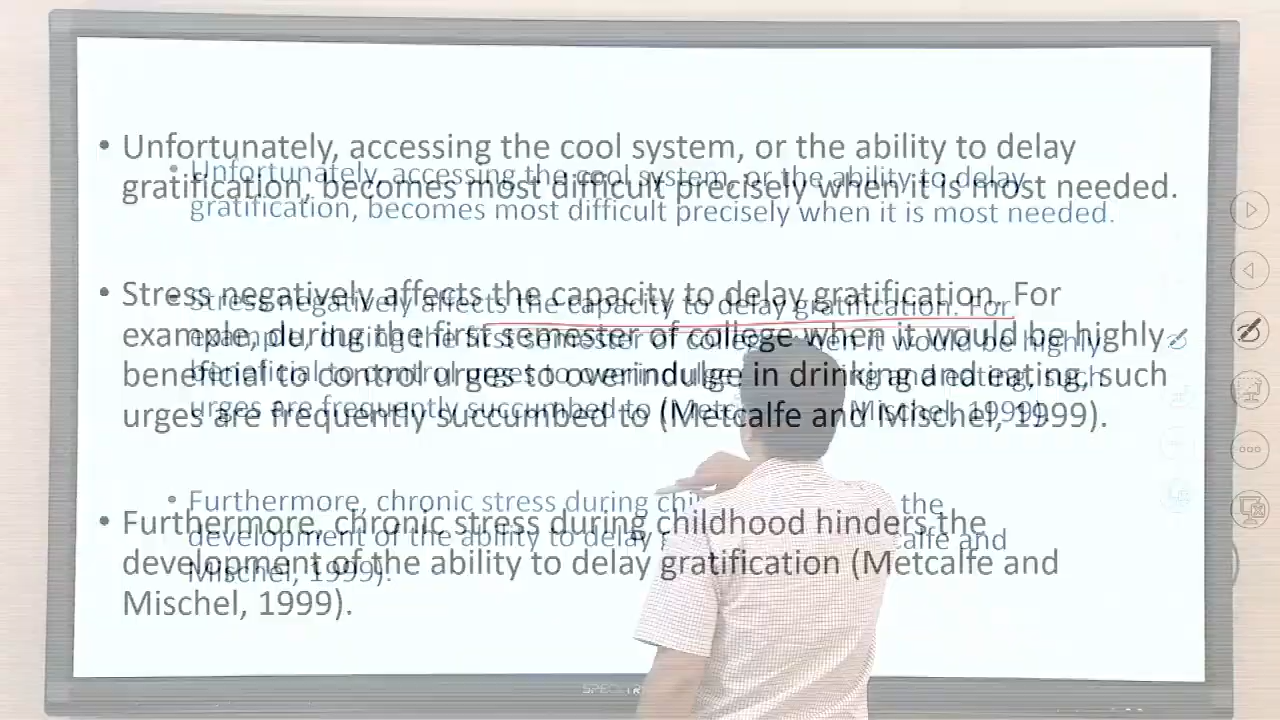 • Unfortunately, accessing the cool system, or the ability to delay
gratification, becomes most difficult precisely when it is most needed.
• Stress negatively affects the capacity to delay gratification. For
example, during the first semester of college when it would be highly
beneficial to control urges to overindulge in drinking and eating, such
urges are frequently succumbed to (Metcalfe and Mischel, 1999).
• Furthermore, chronic stress during childhood hinders the
development of the ability to delay gratification (Metcalfe and
Mischel, 1999).